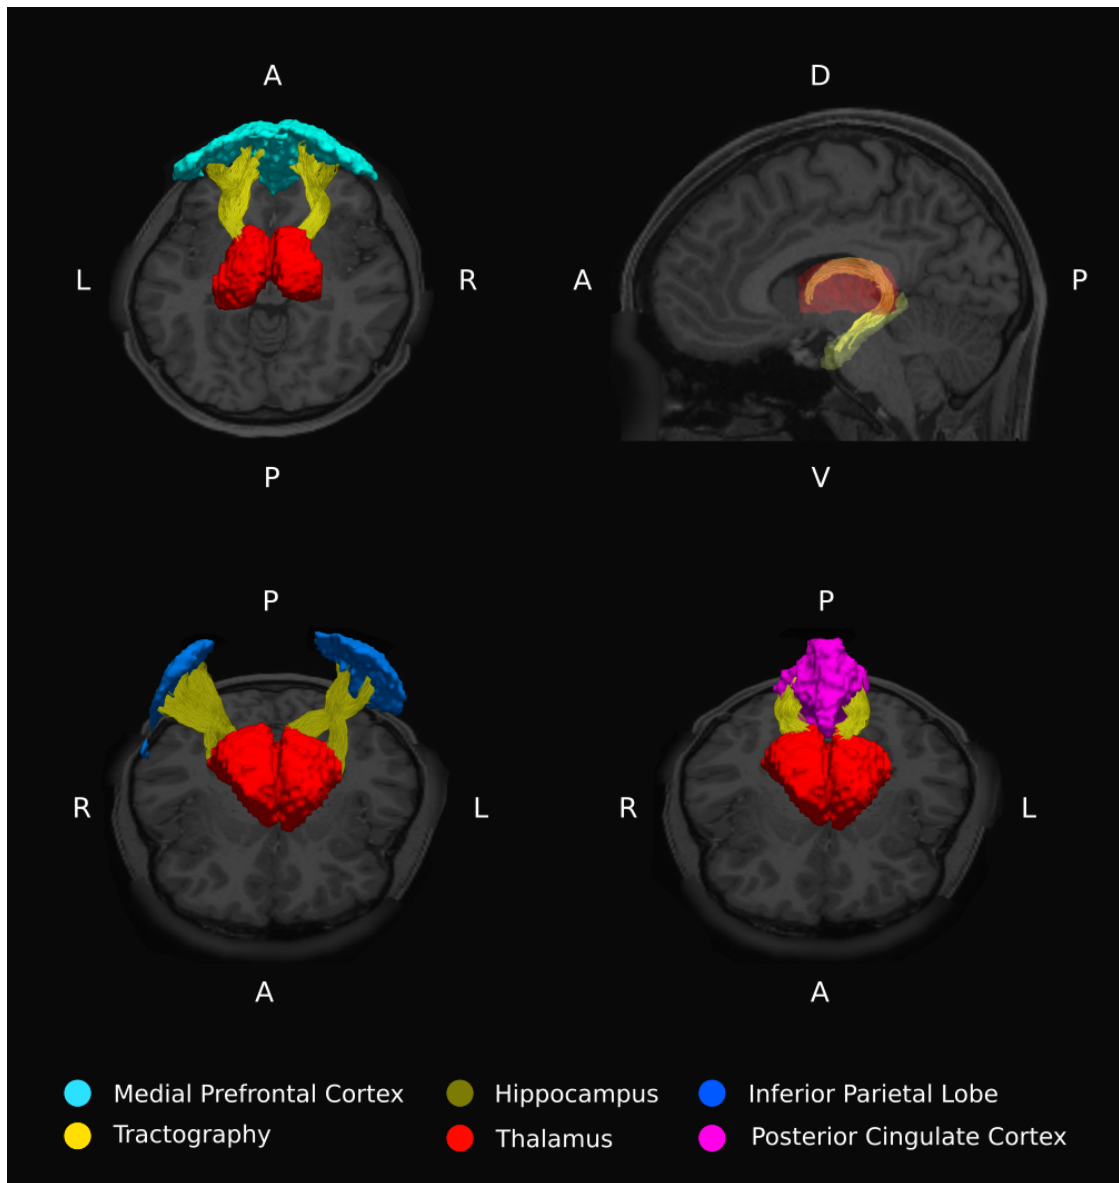 A
D
L
R
A
P
P
V
P
P
R
L
R
L
A
A
Medial Prefrontal Cortex
Hippocampus
Inferior Parietal Lobe
Tractography
Thalamus
Posterior Cingulate Cortex